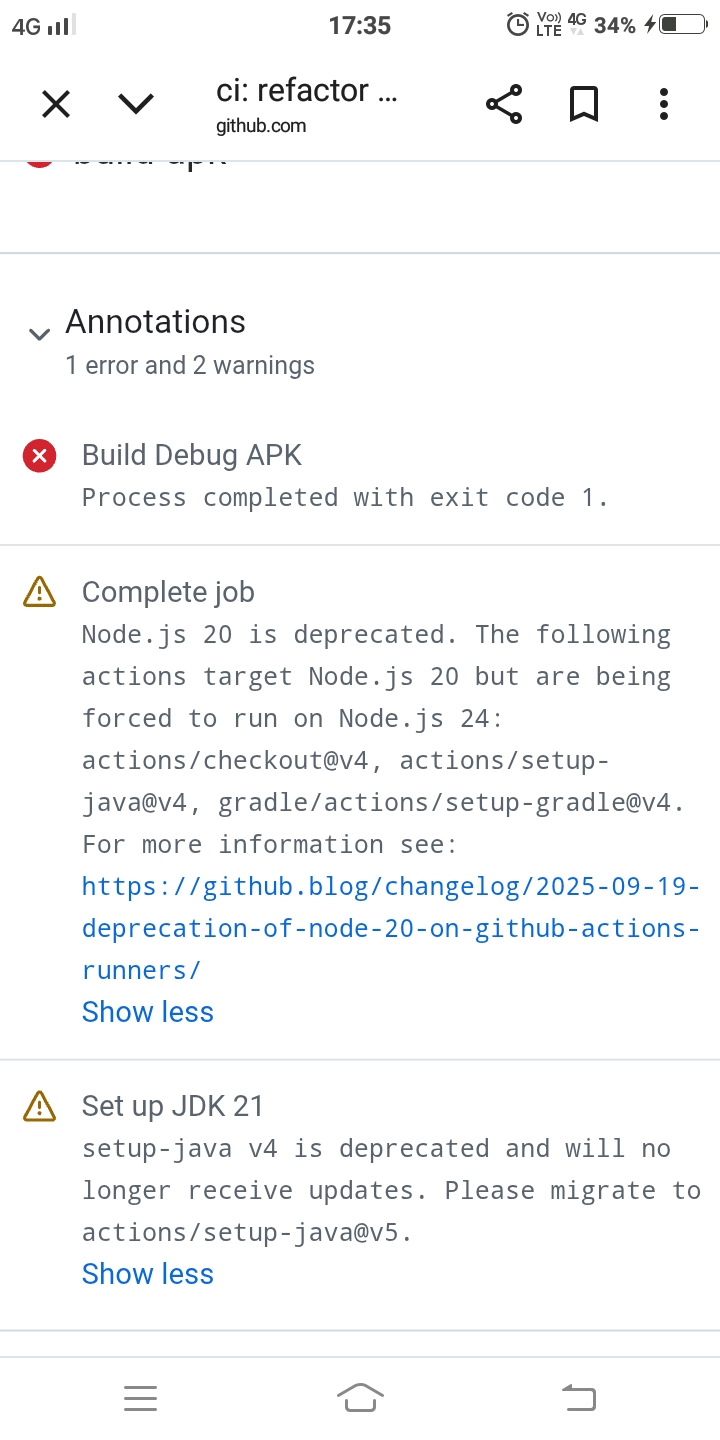 4G 17:35 Vo)) LTE 4G 34%
ci: refactor ...
github.com
build apk
Annotations
1 error and 2 warnings
Build Debug APK
Process completed with exit code 1.
Complete job
Node.js 20 is deprecated. The following
actions target Node.js 20 but are being
forced to run on Node.js 24:
actions/checkout@v4, actions/setup-
java@v4, gradle/actions/setup-gradle@v4.
For more information see:
https://github.blog/changelog/2025-09-19-
deprecation-of-node-20-on-github-actions-
runners/
Show less
Set up JDK 21
setup-java v4 is deprecated and will no
longer receive updates. Please migrate to
actions/setup-java@v5.
Show less